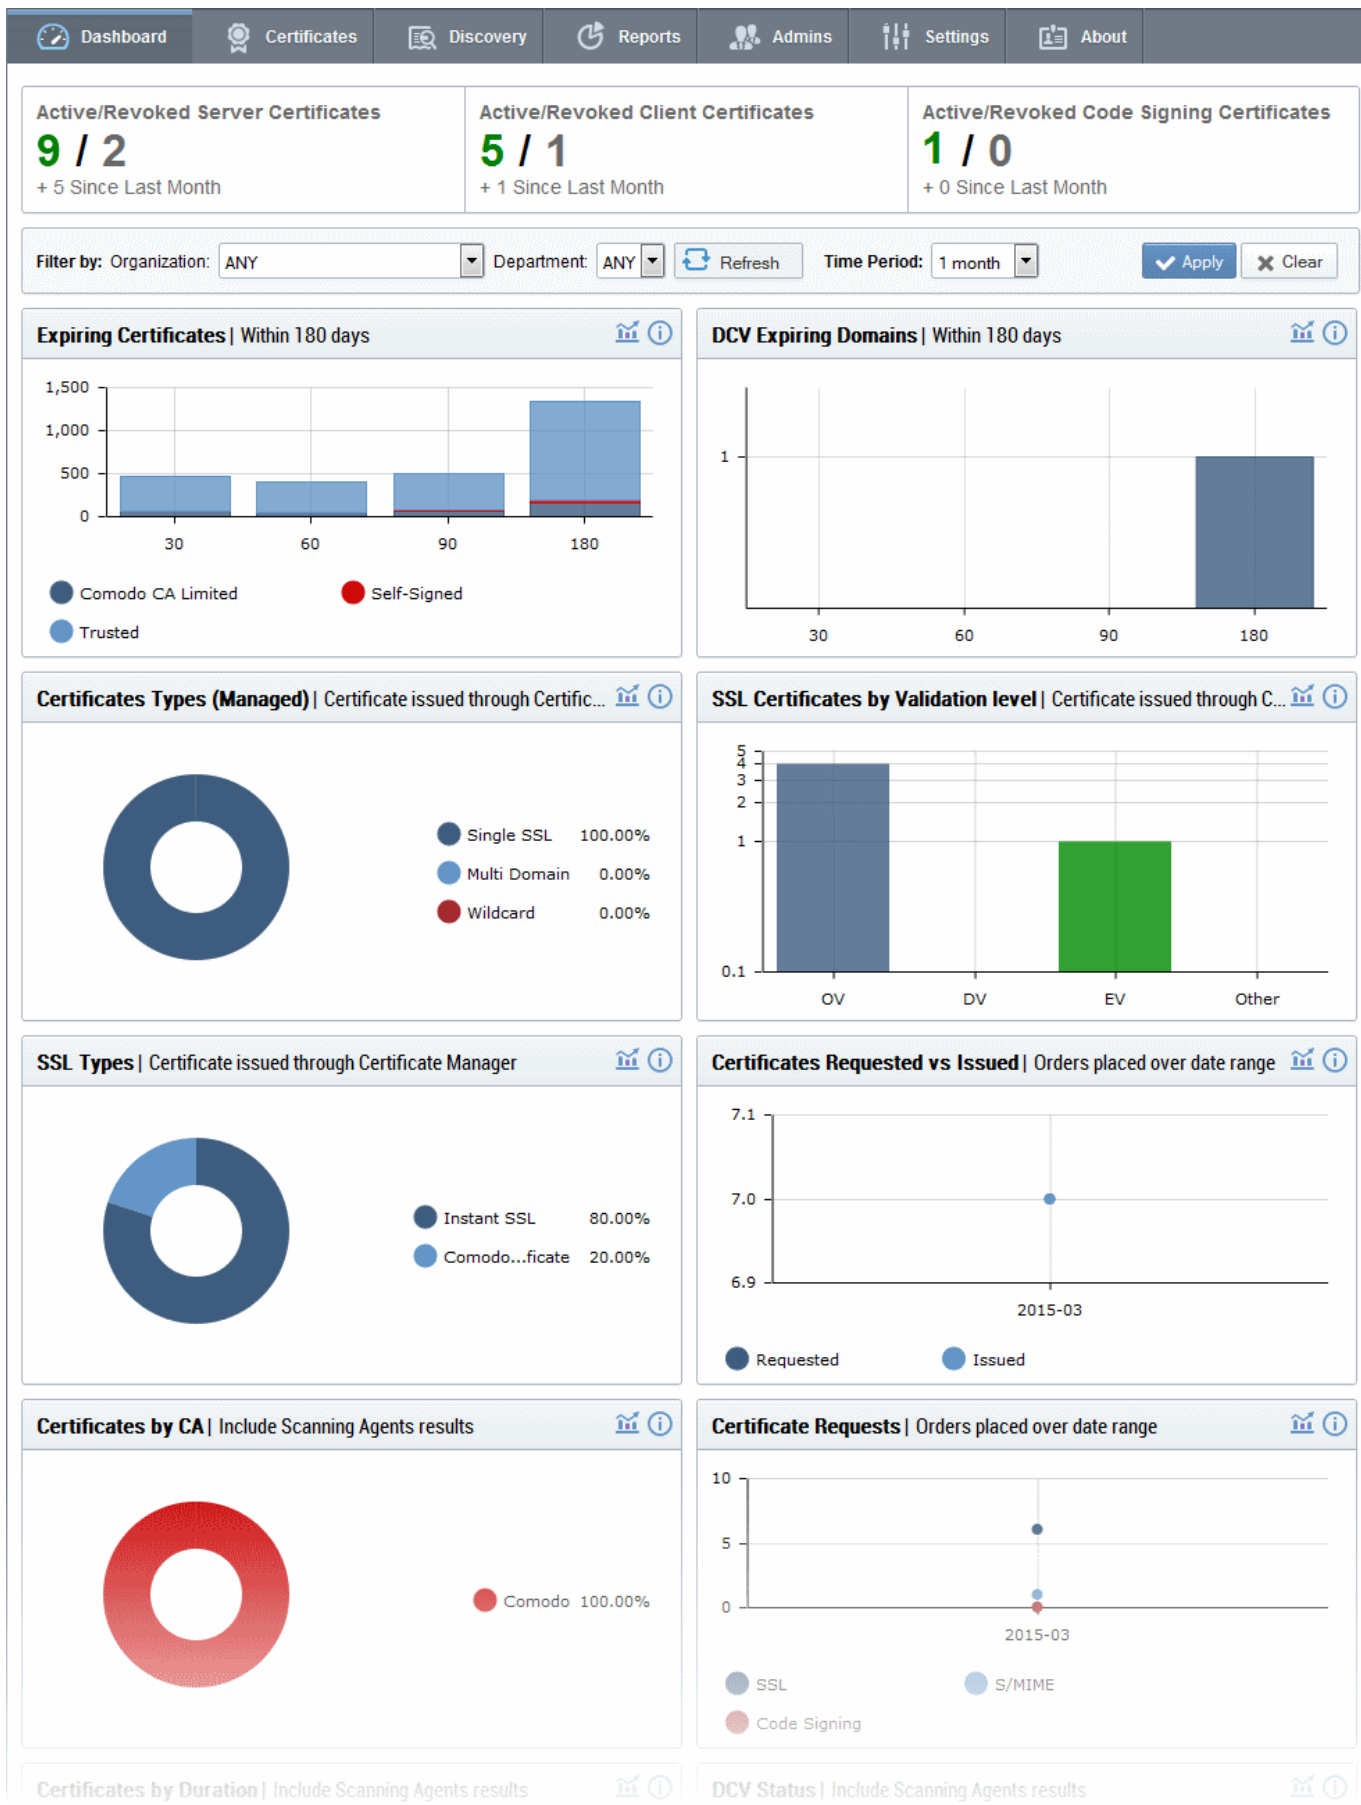 Dashboard Certificates Discovery Reports Admins Settings About
Active/Revoked Server Certificates
9 / 2
+ 5 Since Last Month
Active/Revoked Client Certificates
5 / 1
+ 1 Since Last Month
Active/Revoked Code Signing Certificates
1 / 0
+ 0 Since Last Month
Filter by: Organization: ANY Department: ANY Refresh Time Period: 1 month Apply Clear
Expiring Certificates | Within 180 days
1,500
1,000
500
0
30 60 90 180
Comodo CA Limited Self-Signed
Trusted
DCV Expiring Domains | Within 180 days
1
30 60 90 180
Certificates Types (Managed) | Certificate issued through Certific...
Single SSL 100.00%
Multi Domain 0.00%
Wildcard 0.00%
SSL Certificates by Validation level | Certificate issued through C...
5
4
3
2
1
0.1
OV DV EV Other
SSL Types | Certificate issued through Certificate Manager
Instant SSL 80.00%
Comodo...ficate 20.00%
Certificates Requested vs Issued | Orders placed over date range
7.1
7.0
6.9
2015-03
Requested Issued
Certificates by CA | Include Scanning Agents results
Comodo 100.00%
Certificate Requests | Orders placed over date range
10
5
0
2015-03
SSL S/MIME
Code Signing
Certificates by Duration | Include Scanning Agents results
DCV Status | Include Scanning Agents results